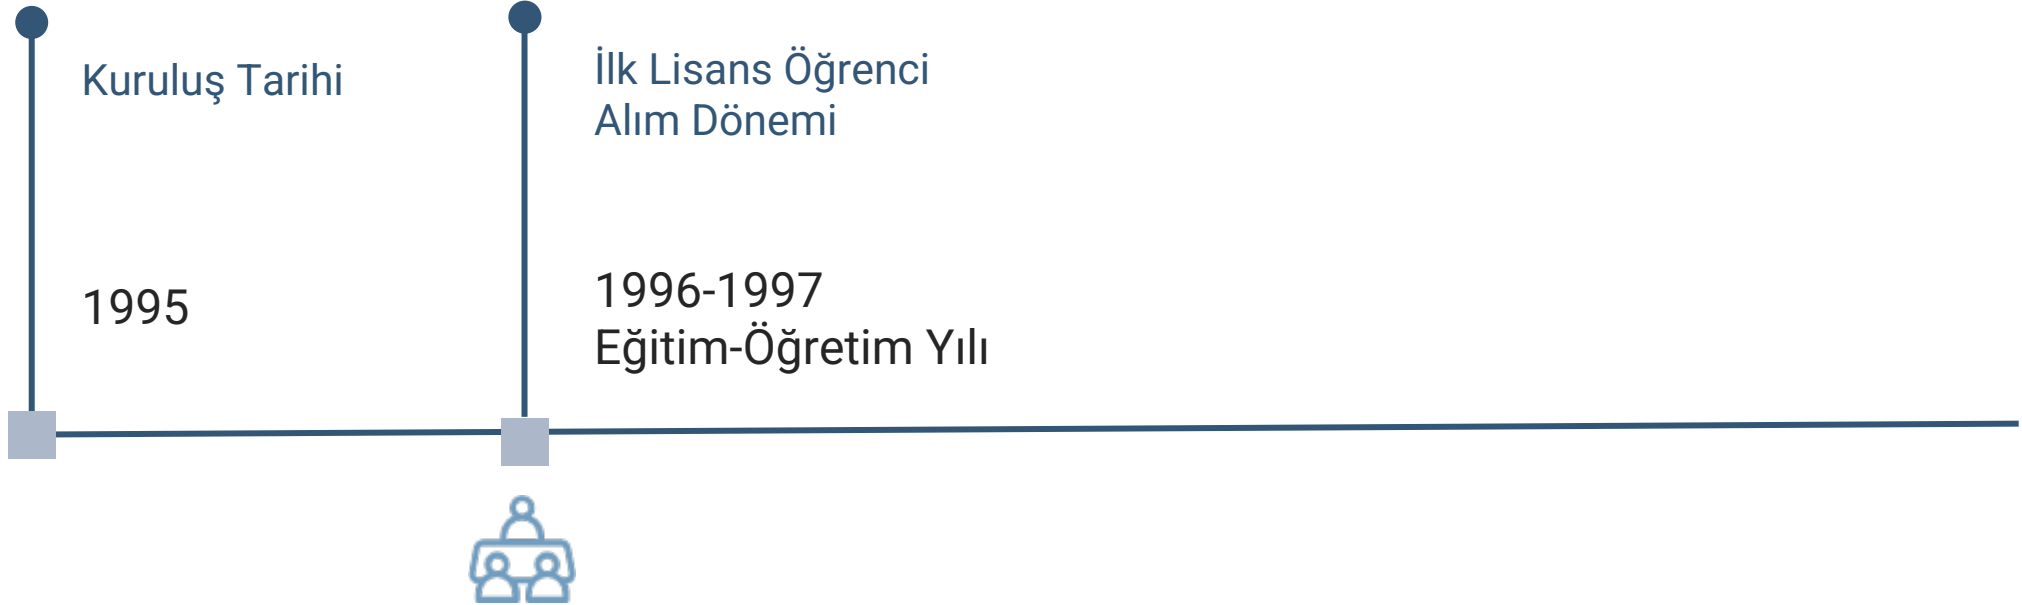 Kuruluş Tarihi
1995
İlk Lisans Öğrenci
Alım Dönemi
1996-1997
Eğitim-Öğretim Yılı